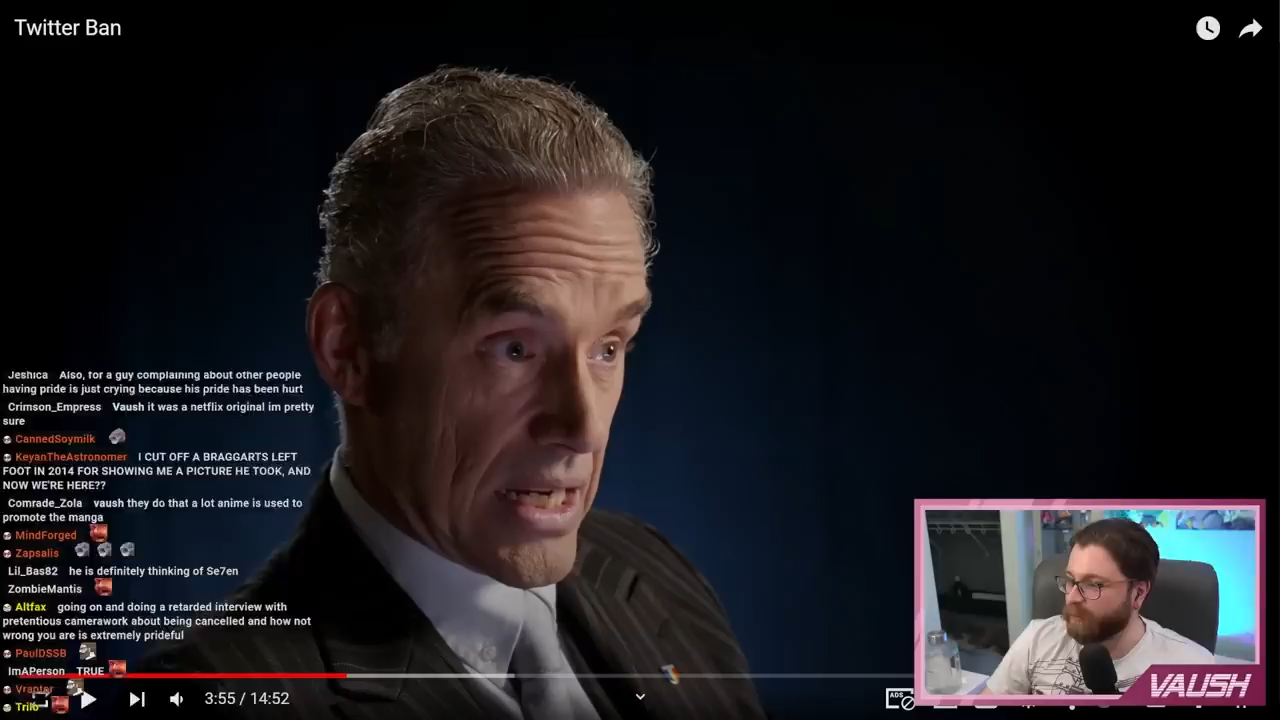 Twitter Ban
Jeshica Also, for a guy complaining about other people
having pride is just crying because his pride has been hurt
Crimson_Empress Vaush it was a netflix original im pretty
sure
CannedSoymilk
KeyanTheAstronomer I CUT OFF A BRAGGARTS LEFT
FOOT IN 2014 FOR SHOWING ME A PICTURE HE TOOK, AND
NOW WE'RE HERE??
Comrade_Zola vaush they do that a lot anime is used to
promote the manga
MindForged
Zapsalis
Lil_Bas82 he is definitely thinking of Se7en
ZombieMantis
Altfax going on and doing a retarded interview with
pretentious camerawork about being cancelled and how not
wrong you are is extremely prideful
PaulDSSB
ImAPerson TRUE
Vraptor
Trilo
3:55 / 14:52
ADS
VAUSH